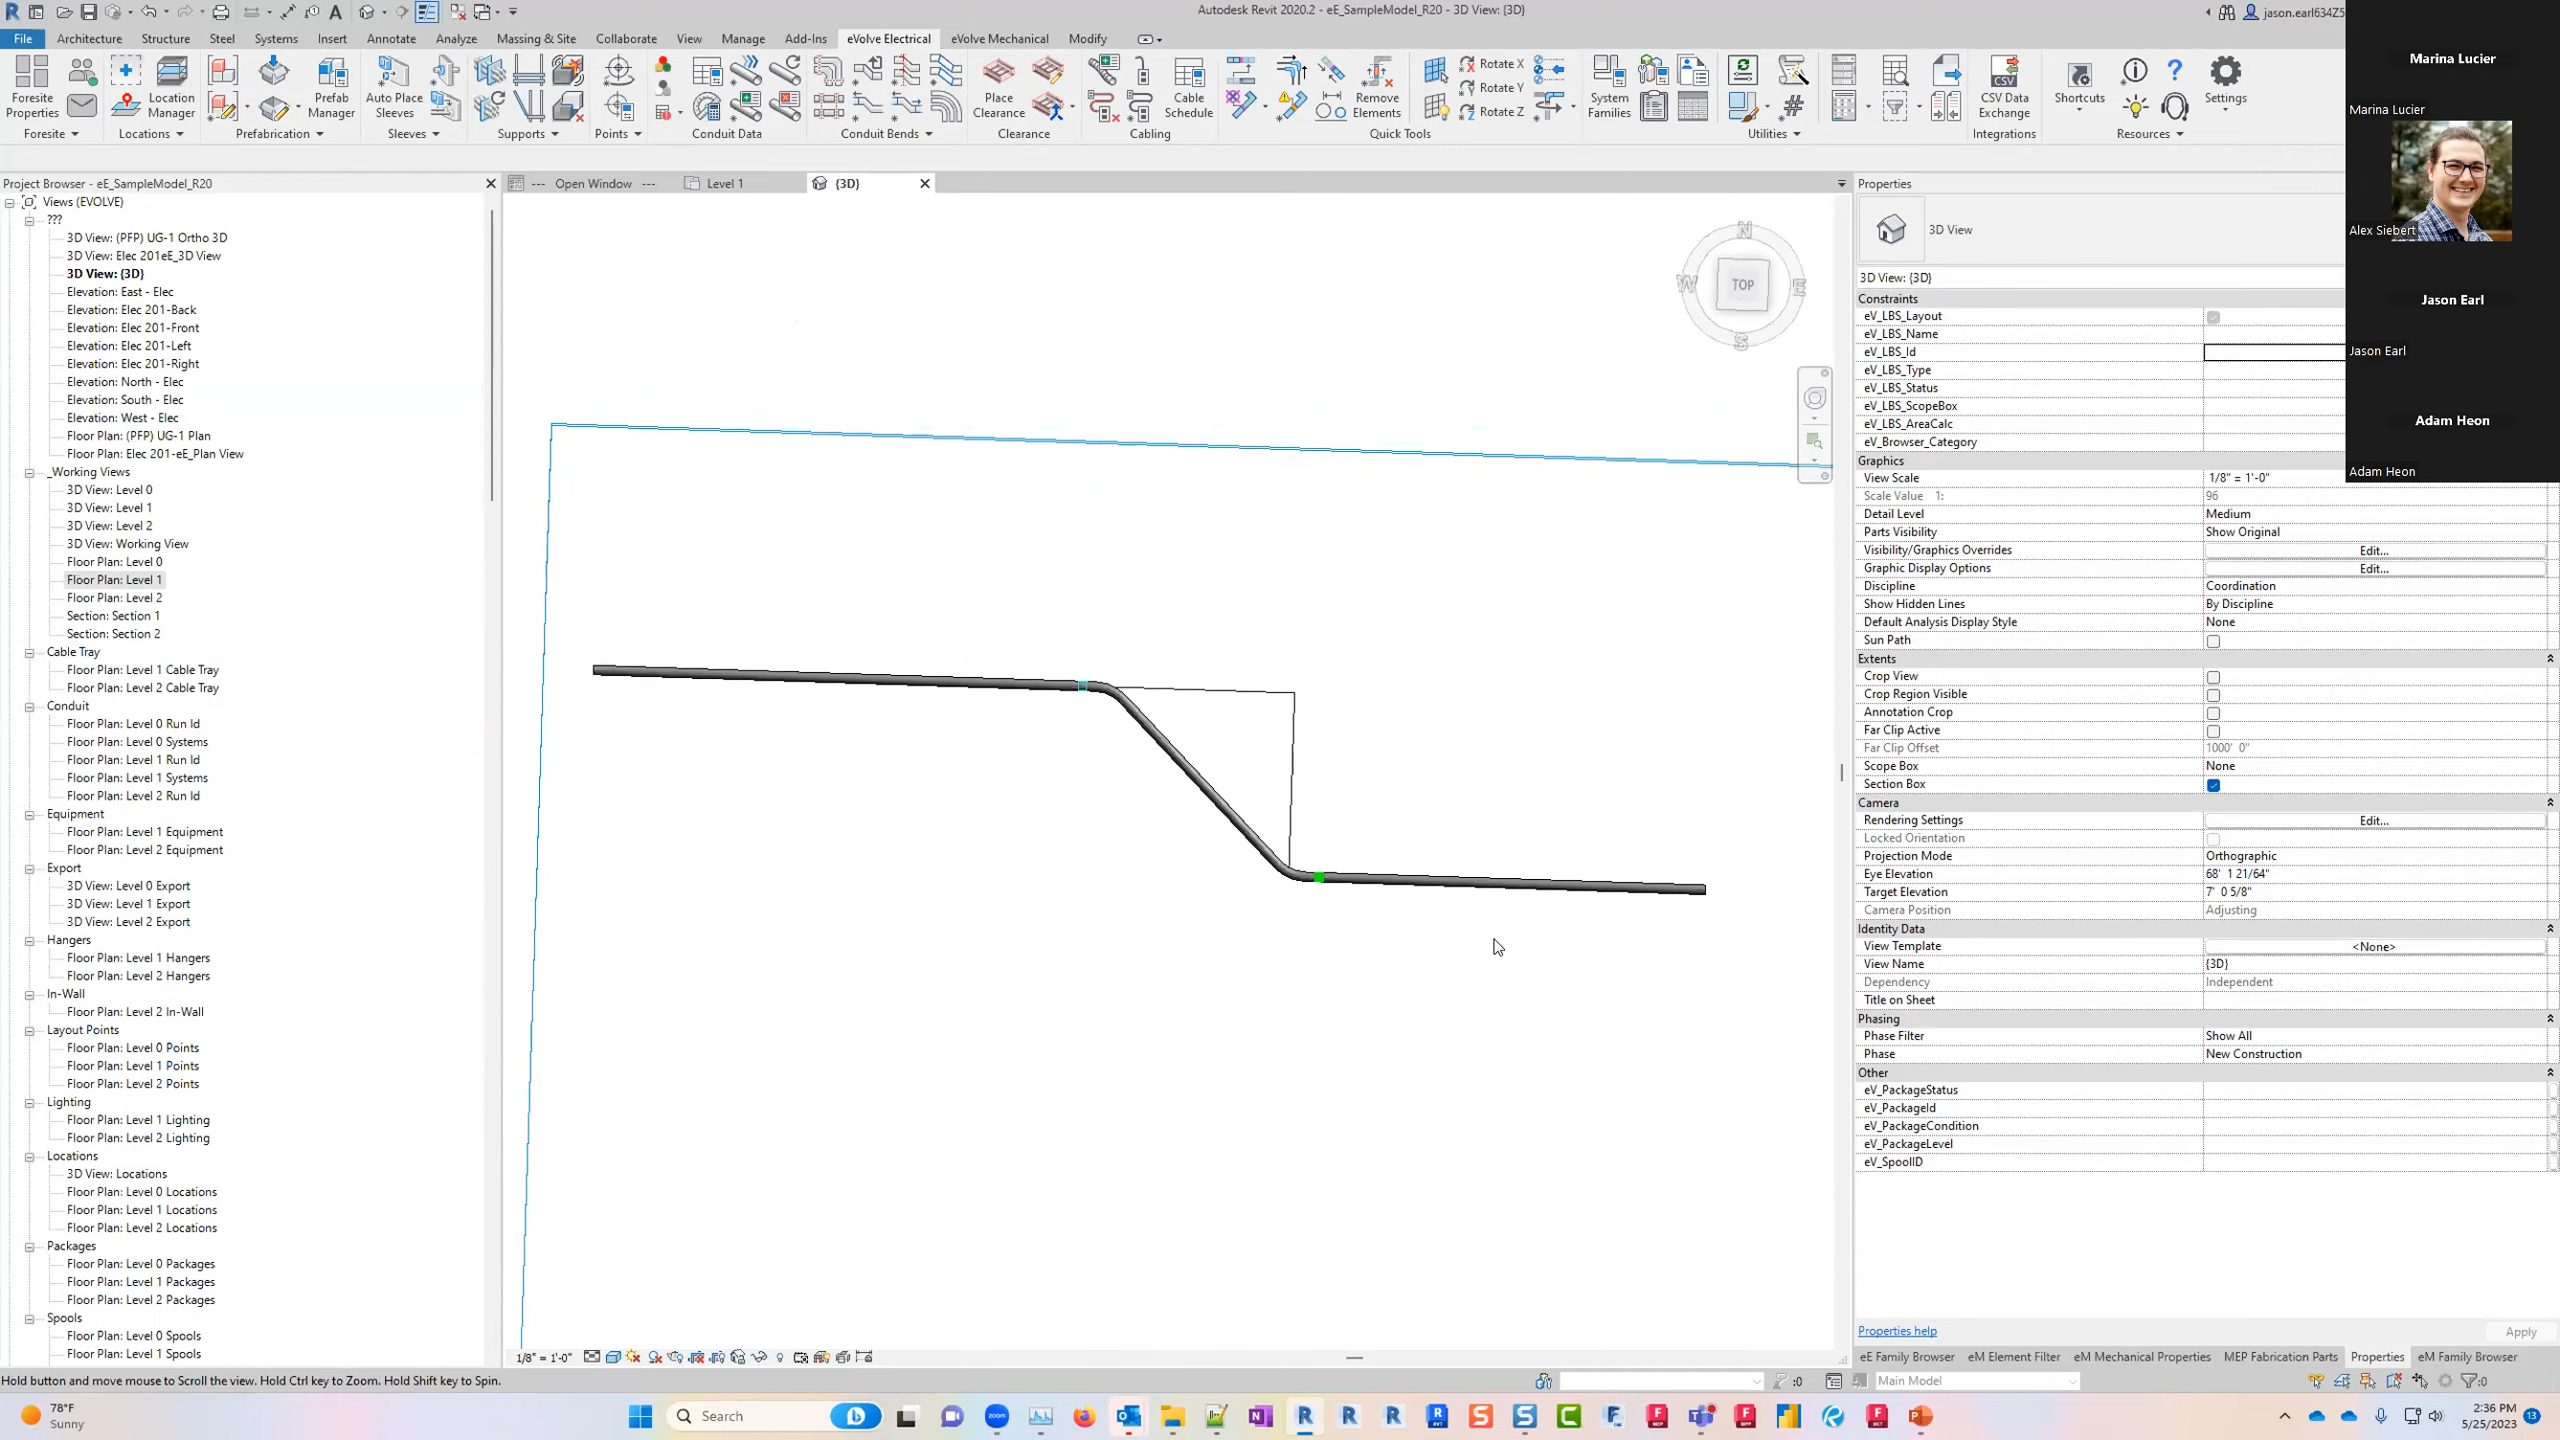 Autodesk Revit 2020.2 - eE_SampleModel_R20 - 3D View: {3D}
jason.earl634Z5
File Architecture Structure Steel Systems Insert Annotate Analyze Massing & Site Collaborate View Manage Add-Ins eVolve Electrical eVolve Mechanical Modify
Foresite Properties
Location Manager
Prefab Manager
Auto Place Sleeves
Place Clearance
Cable Schedule
Remove Elements
Rotate X
Rotate Y
Rotate Z
System Families
CSV
CSV Data Exchange
Shortcuts
Settings
Foresite Locations Prefabrication Sleeves Supports Points Conduit Data Conduit Bends Clearance Cabling Quick Tools Utilities Integrations Resources
Project Browser - eE_SampleModel_R20
Views (EVOLVE)
???
3D View: (PFP) UG-1 Ortho 3D
3D View: Elec 201eE_3D View
3D View: {3D}
Elevation: East - Elec
Elevation: Elec 201-Back
Elevation: Elec 201-Front
Elevation: Elec 201-Left
Elevation: Elec 201-Right
Elevation: North - Elec
Elevation: South - Elec
Elevation: West - Elec
Floor Plan: (PFP) UG-1 Plan
Floor Plan: Elec 201-eE_Plan View
_Working Views
3D View: Level 0
3D View: Level 1
3D View: Level 2
3D View: Working View
Floor Plan: Level 0
Floor Plan: Level 1
Floor Plan: Level 2
Section: Section 1
Section: Section 2
Cable Tray
Floor Plan: Level 1 Cable Tray
Floor Plan: Level 2 Cable Tray
Conduit
Floor Plan: Level 0 Run Id
Floor Plan: Level 0 Systems
Floor Plan: Level 1 Run Id
Floor Plan: Level 1 Systems
Floor Plan: Level 2 Run Id
Equipment
Floor Plan: Level 1 Equipment
Floor Plan: Level 2 Equipment
Export
3D View: Level 0 Export
3D View: Level 1 Export
3D View: Level 2 Export
Hangers
Floor Plan: Level 1 Hangers
Floor Plan: Level 2 Hangers
In-Wall
Floor Plan: Level 2 In-Wall
Layout Points
Floor Plan: Level 0 Points
Floor Plan: Level 1 Points
Floor Plan: Level 2 Points
Lighting
Floor Plan: Level 1 Lighting
Floor Plan: Level 2 Lighting
Locations
3D View: Locations
Floor Plan: Level 0 Locations
Floor Plan: Level 1 Locations
Floor Plan: Level 2 Locations
Packages
Floor Plan: Level 0 Packages
Floor Plan: Level 1 Packages
Floor Plan: Level 2 Packages
Spools
Floor Plan: Level 0 Spools
Floor Plan: Level 1 Spools
--- Open Window --- Level 1 {3D}
N
W TOP E
S
1/8" = 1'-0"
Properties
3D View
3D View: {3D}
Constraints
eV_LBS_Layout
eV_LBS_Name
eV_LBS_Id
eV_LBS_Type
eV_LBS_Status
eV_LBS_ScopeBox
eV_LBS_AreaCalc
eV_Browser_Category
Graphics
View Scale 1/8" = 1'-0"
Scale Value 1: 96
Detail Level Medium
Parts Visibility Show Original
Visibility/Graphics Overrides Edit...
Graphic Display Options Edit...
Discipline Coordination
Show Hidden Lines By Discipline
Default Analysis Display Style None
Sun Path
Extents
Crop View
Crop Region Visible
Annotation Crop
Far Clip Active
Far Clip Offset 1000' 0"
Scope Box None
Section Box
Camera
Rendering Settings Edit...
Locked Orientation
Projection Mode Orthographic
Eye Elevation 68' 1 21/64"
Target Elevation 7' 0 5/8"
Camera Position Adjusting
Identity Data
View Template <None>
View Name {3D}
Dependency Independent
Title on Sheet
Phasing
Phase Filter Show All
Phase New Construction
Other
eV_PackageStatus
eV_PackageId
eV_PackageCondition
eV_PackageLevel
eV_SpoolID
Properties help Apply
eE Family Browser eM Element Filter eM Mechanical Properties MEP Fabrication Parts Properties eM Family Browser
Marina Lucier
Marina Lucier
Alex Siebert
Jason Earl
Jason Earl
Adam Heon
Adam Heon
Hold button and move mouse to Scroll the view. Hold Ctrl key to Zoom. Hold Shift key to Spin.
:0
Main Model
:0
78°F
Sunny
Search
2:36 PM
5/25/2023
13